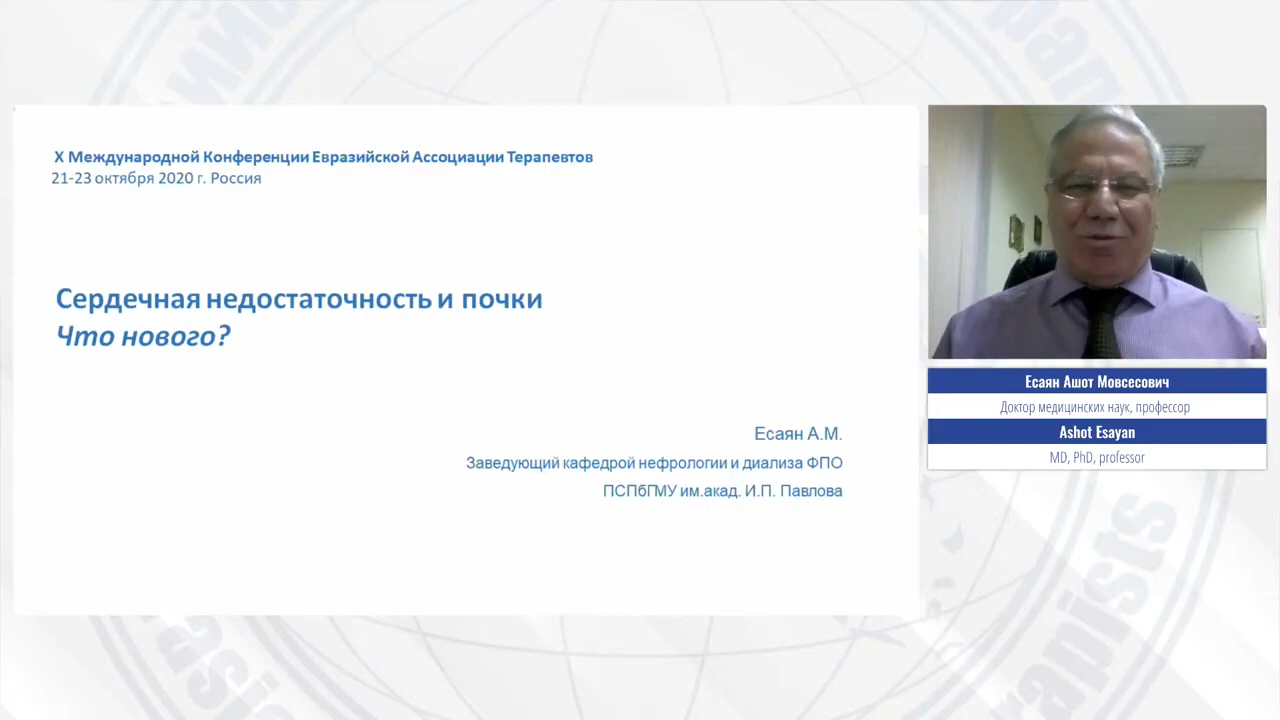 X Международной Конференции Евразийской Ассоциации Терапевтов
21-23 октября 2020 г. Россия
Сердечная недостаточность и почки
Что нового?
Есаян А.М.
Заведующий кафедрой нефрологии и диализа ФПО
ПСПбГМУ им.акад. И.П. Павлова
Есаян Ашот Мовсесович
Доктор медицинских наук, профессор
Ashot Esayan
MD, PhD, professor